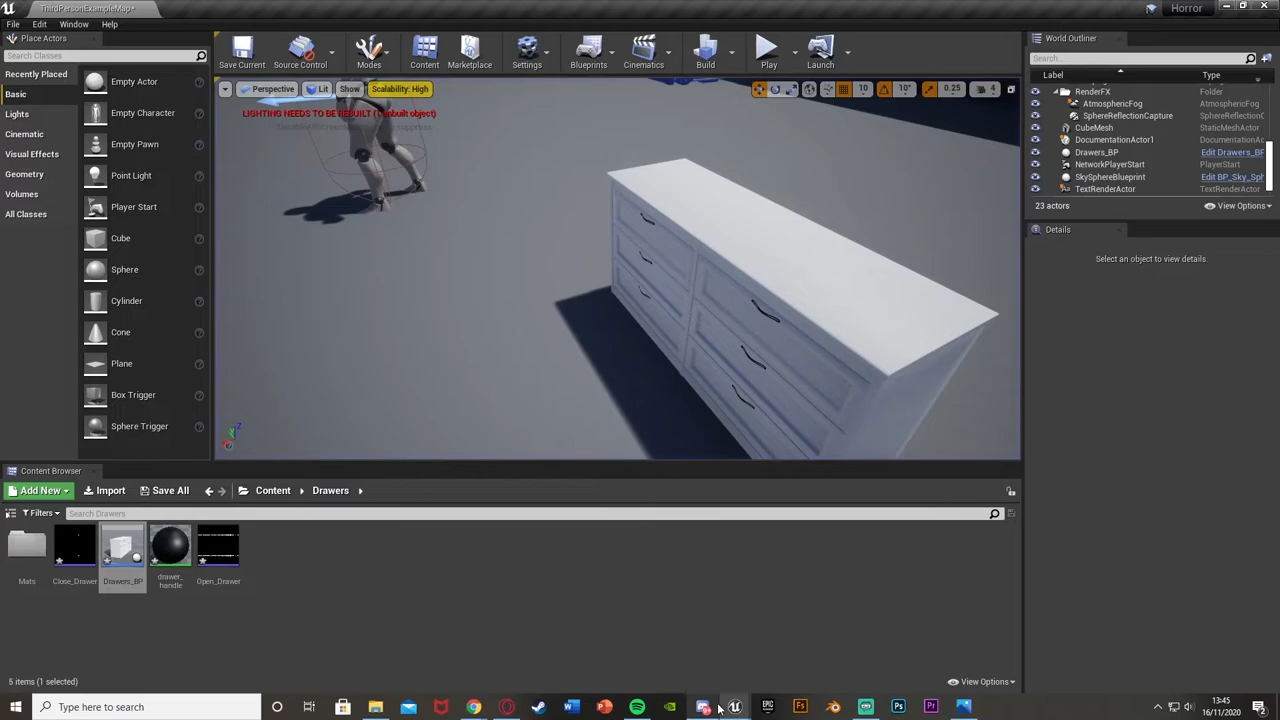 ThirdPersonExampleMap*
Horror
File Edit Window Help
Place Actors
Search Classes
Recently Placed
Basic
Lights
Cinematic
Visual Effects
Geometry
Volumes
All Classes
Empty Actor
Empty Character
Empty Pawn
Point Light
Player Start
Cube
Sphere
Cylinder
Cone
Plane
Box Trigger
Sphere Trigger
Save Current
Source Control
Modes
Content
Marketplace
Settings
Blueprints
Cinematics
Build
Play
Launch
Perspective
Lit
Show
Scalability: High
10
10°
0.25
4
LIGHTING NEEDS TO BE REBUILT (1 unbuilt object)
Z
World Outliner
Search...
Label
Type
RenderFX Folder
AtmosphericFog AtmosphericFog
SphereReflectionCapture SphereReflectionC
CubeMesh StaticMeshActor
DocumentationActor1 DocumentationAc
Drawers_BP Edit Drawers_BP
NetworkPlayerStart PlayerStart
SkySphereBlueprint Edit BP_Sky_Sph
TextRenderActor TextRenderActor
23 actors
View Options
Details
Select an object to view details.
Content Browser
Add New
Import
Save All
Content
Drawers
Filters
Search Drawers
Mats
Close_Drawer
Drawers_BP
drawer_
handle
Open_Drawer
5 items (1 selected)
View Options
Type here to search
13:45
16/11/2020